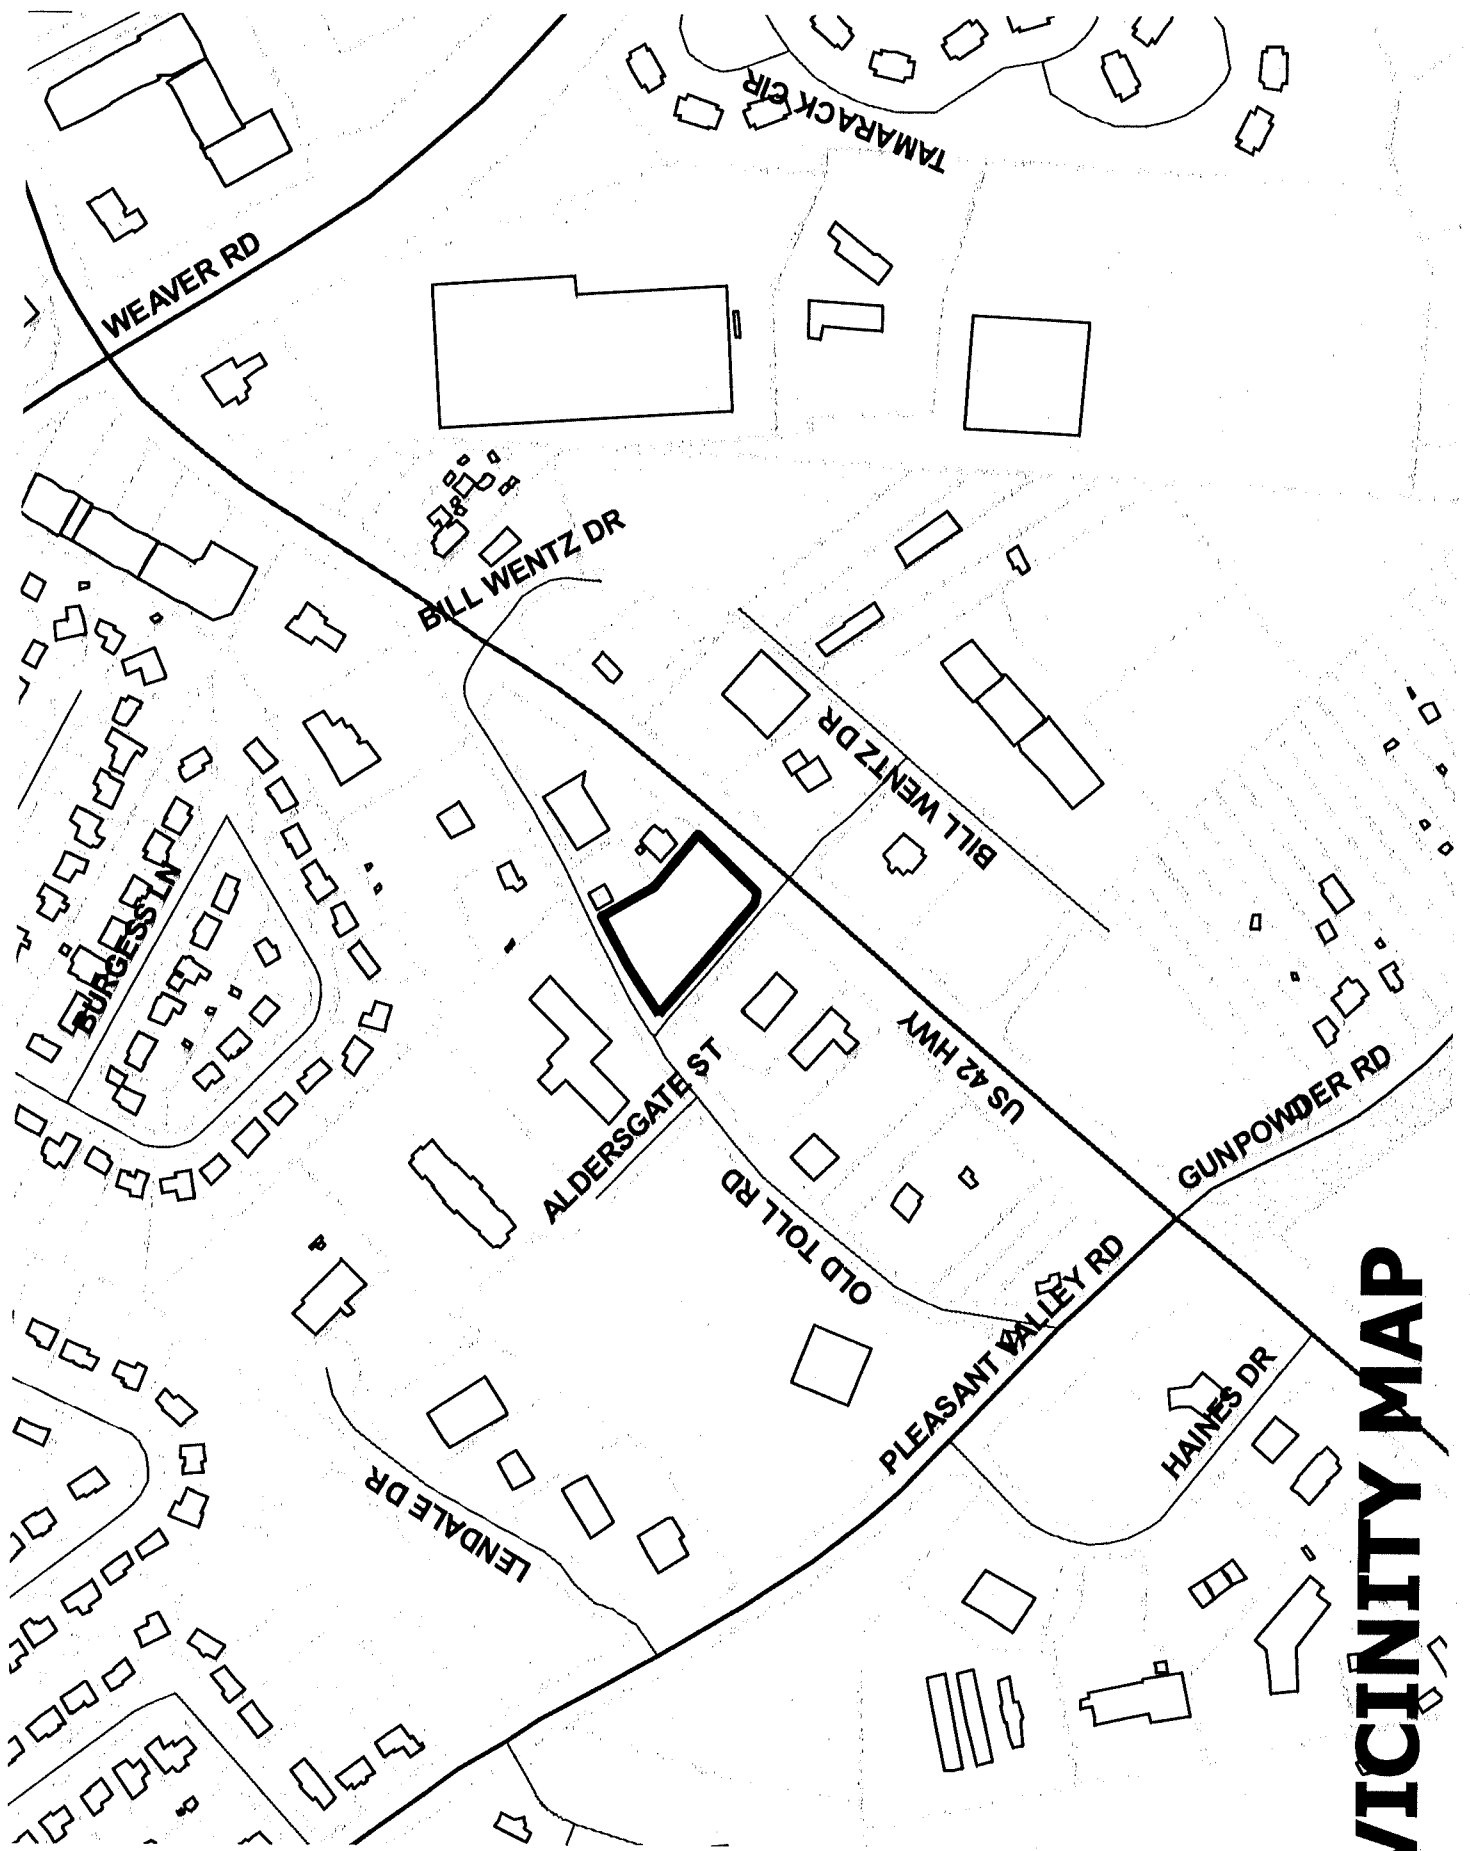 TAMARACK CIR
WEAVER RD
BILL WENTZ DR
BILL WENTZ DR
BURGESS LN
US 42 HWY
ALDERSGATE ST
GUNPOWDER RD
OLD TOLL RD
PLEASANT VALLEY RD
HAINES DR
LENDALE DR
VICINITY MAP